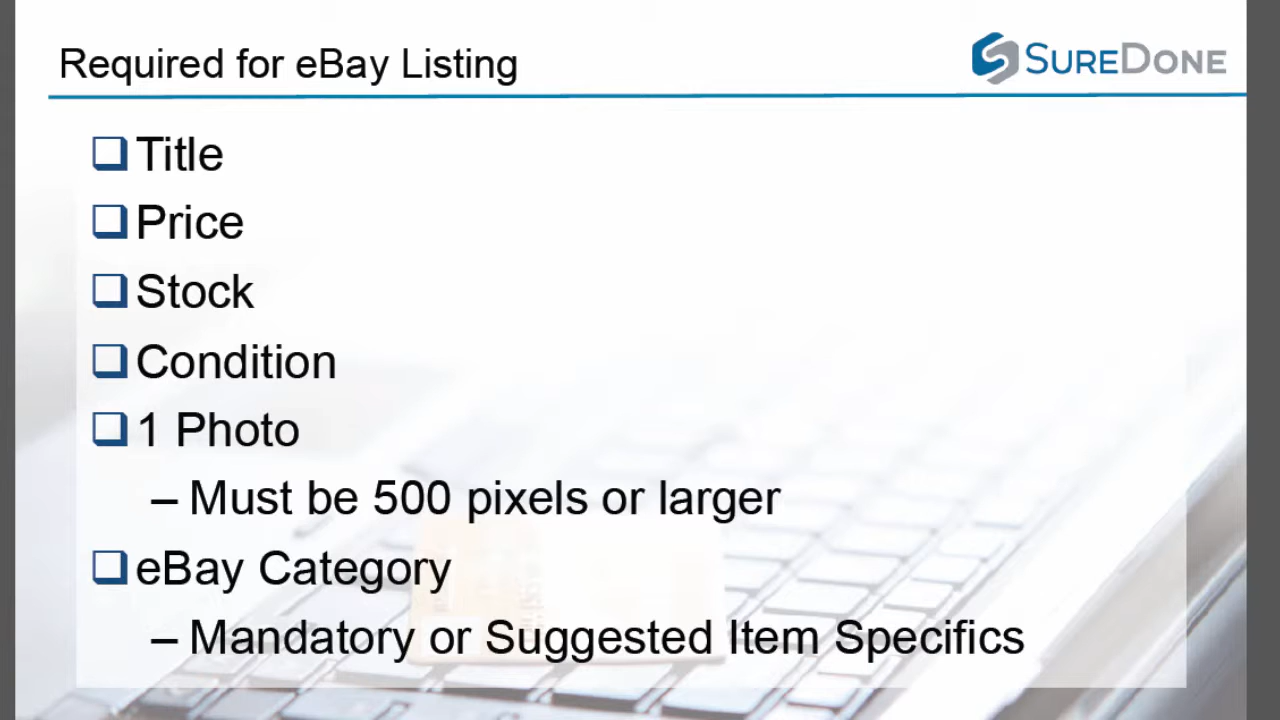 Required for eBay Listing
SUREDONE
Title
Price
Stock
Condition
1 Photo
– Must be 500 pixels or larger
eBay Category
– Mandatory or Suggested Item Specifics